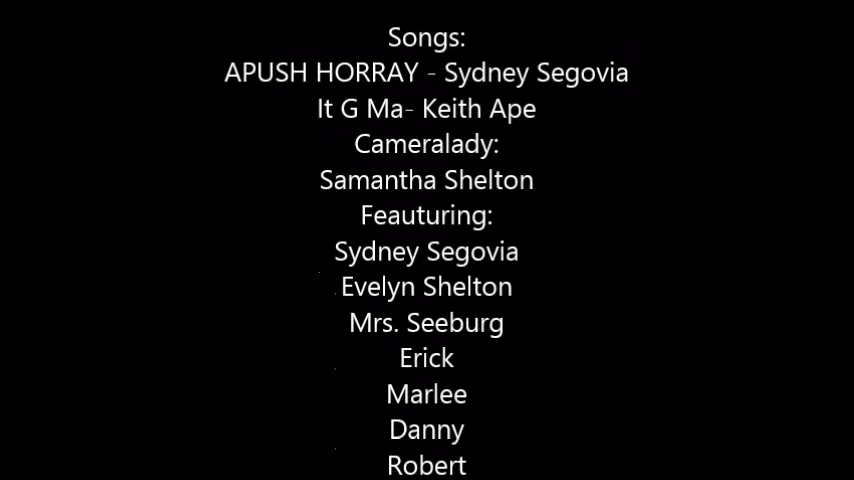 Songs:
APUSH HORRAY - Sydney Segovia
It G Ma- Keith Ape
Cameralady:
Samantha Shelton
Feauturing:
Sydney Segovia
Evelyn Shelton
Mrs. Seeburg
Erick
Marlee
Danny
Robert